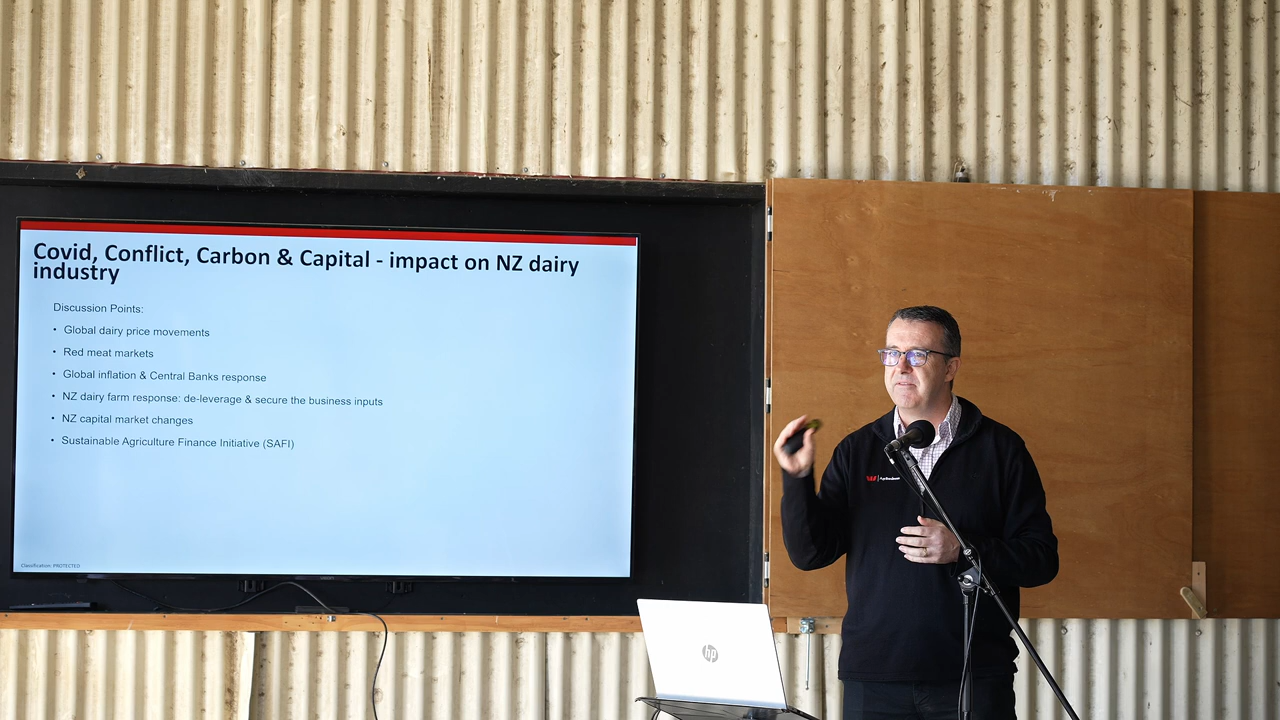 Covid, Conflict, Carbon & Capital - impact on NZ dairy
industry
Discussion Points:
• Global dairy price movements
• Red meat markets
• Global inflation & Central Banks response
• NZ dairy farm response: de-leverage & secure the business inputs
• NZ capital market changes
• Sustainable Agriculture Finance Initiative (SAFI)
Classification: PROTECTED
hp